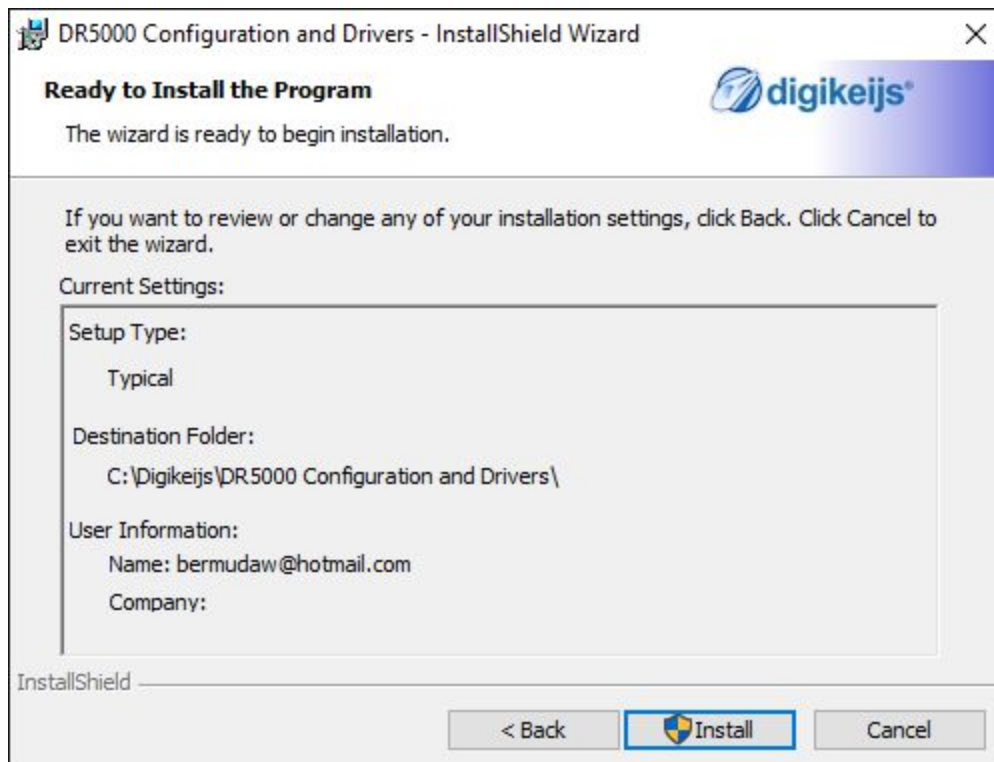 DR5000 Configuration and Drivers - InstallShield Wizard
Ready to Install the Program
digikeijs®
The wizard is ready to begin installation.
If you want to review or change any of your installation settings, click Back. Click Cancel to
exit the wizard.
Current Settings:
Setup Type:
Typical
Destination Folder:
C:\Digikeijs\DR5000 Configuration and Drivers\
User Information:
Name: bermudaw@hotmail.com
Company:
InstallShield
< Back
Install
Cancel